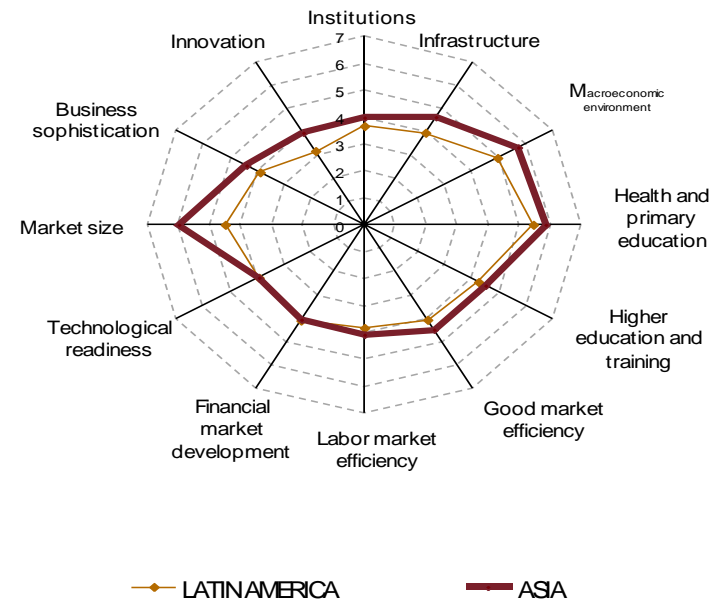 Institutions
7
6
5
4
3
2
1
0
Infrastructure
Macroeconomic
environment
Health and
primary
education
Higher
education and
training
Good market
efficiency
Labor market
efficiency
Financial
market
development
Technological
readiness
Market size
Business
sophistication
Innovation
LATIN AMERICA
ASIA